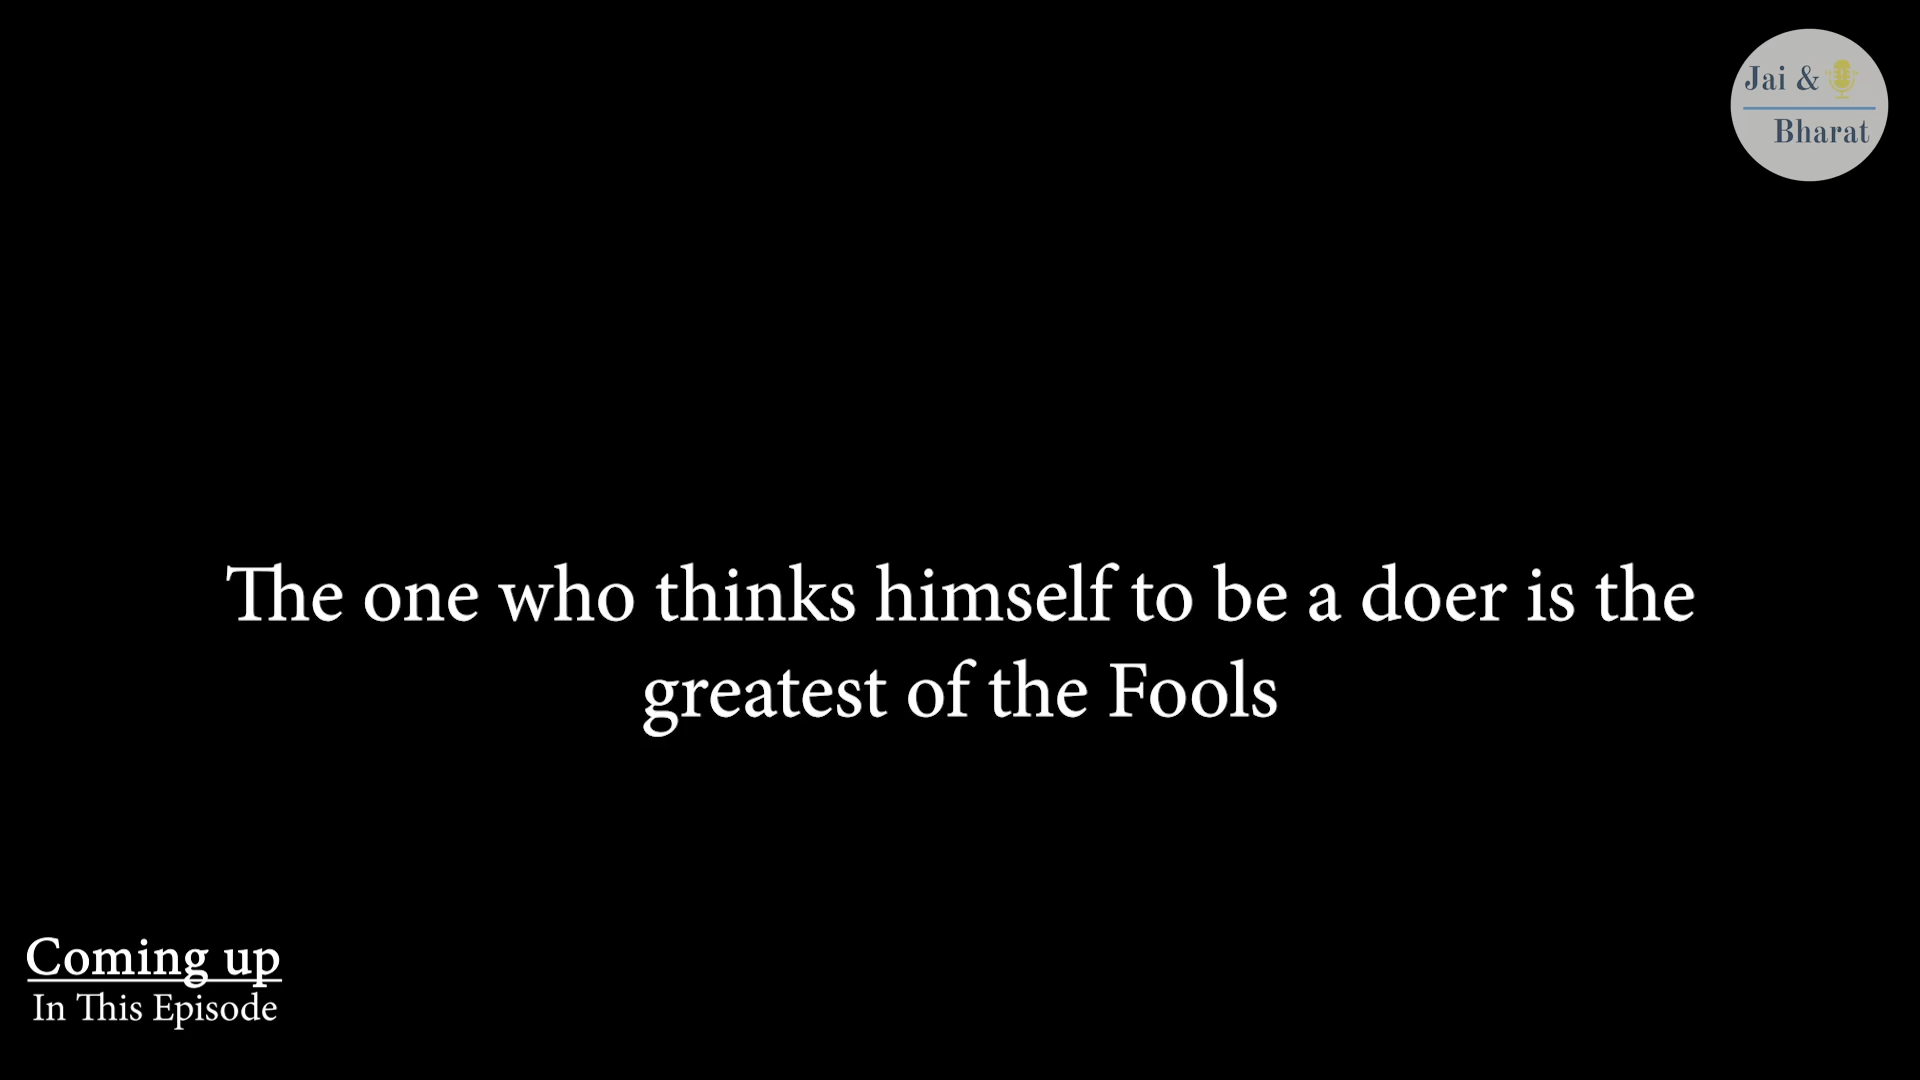 Jai &
Bharat
The one who thinks himself to be a doer is the
greatest of the Fools
Coming up
In This Episode